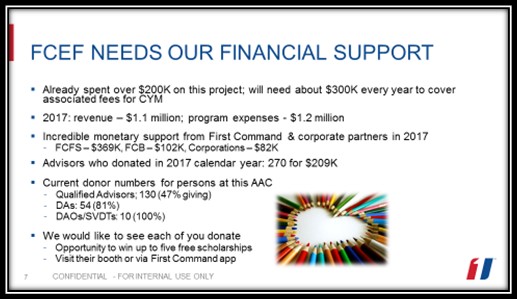 FCEF NEEDS OUR FINANCIAL SUPPORT
▪ Already spent over $200K on this project; will need about $300K every year to cover
associated fees for CYM
▪ 2017: revenue – $1.1 million; program expenses - $1.2 million
▪ Incredible monetary support from First Command & corporate partners in 2017
- FCFS – $369K, FCB – $102K, Corporations – $82K
▪ Advisors who donated in 2017 calendar year: 270 for $209K
▪ Current donor numbers for persons at this AAC
- Qualified Advisors; 130 (47% giving)
- DAs: 54 (81%)
- DAOs/SVDTs: 10 (100%)
▪ We would like to see each of you donate
- Opportunity to win up to five free scholarships
- Visit their booth or via First Command app
7 CONFIDENTIAL - FOR INTERNAL USE ONLY